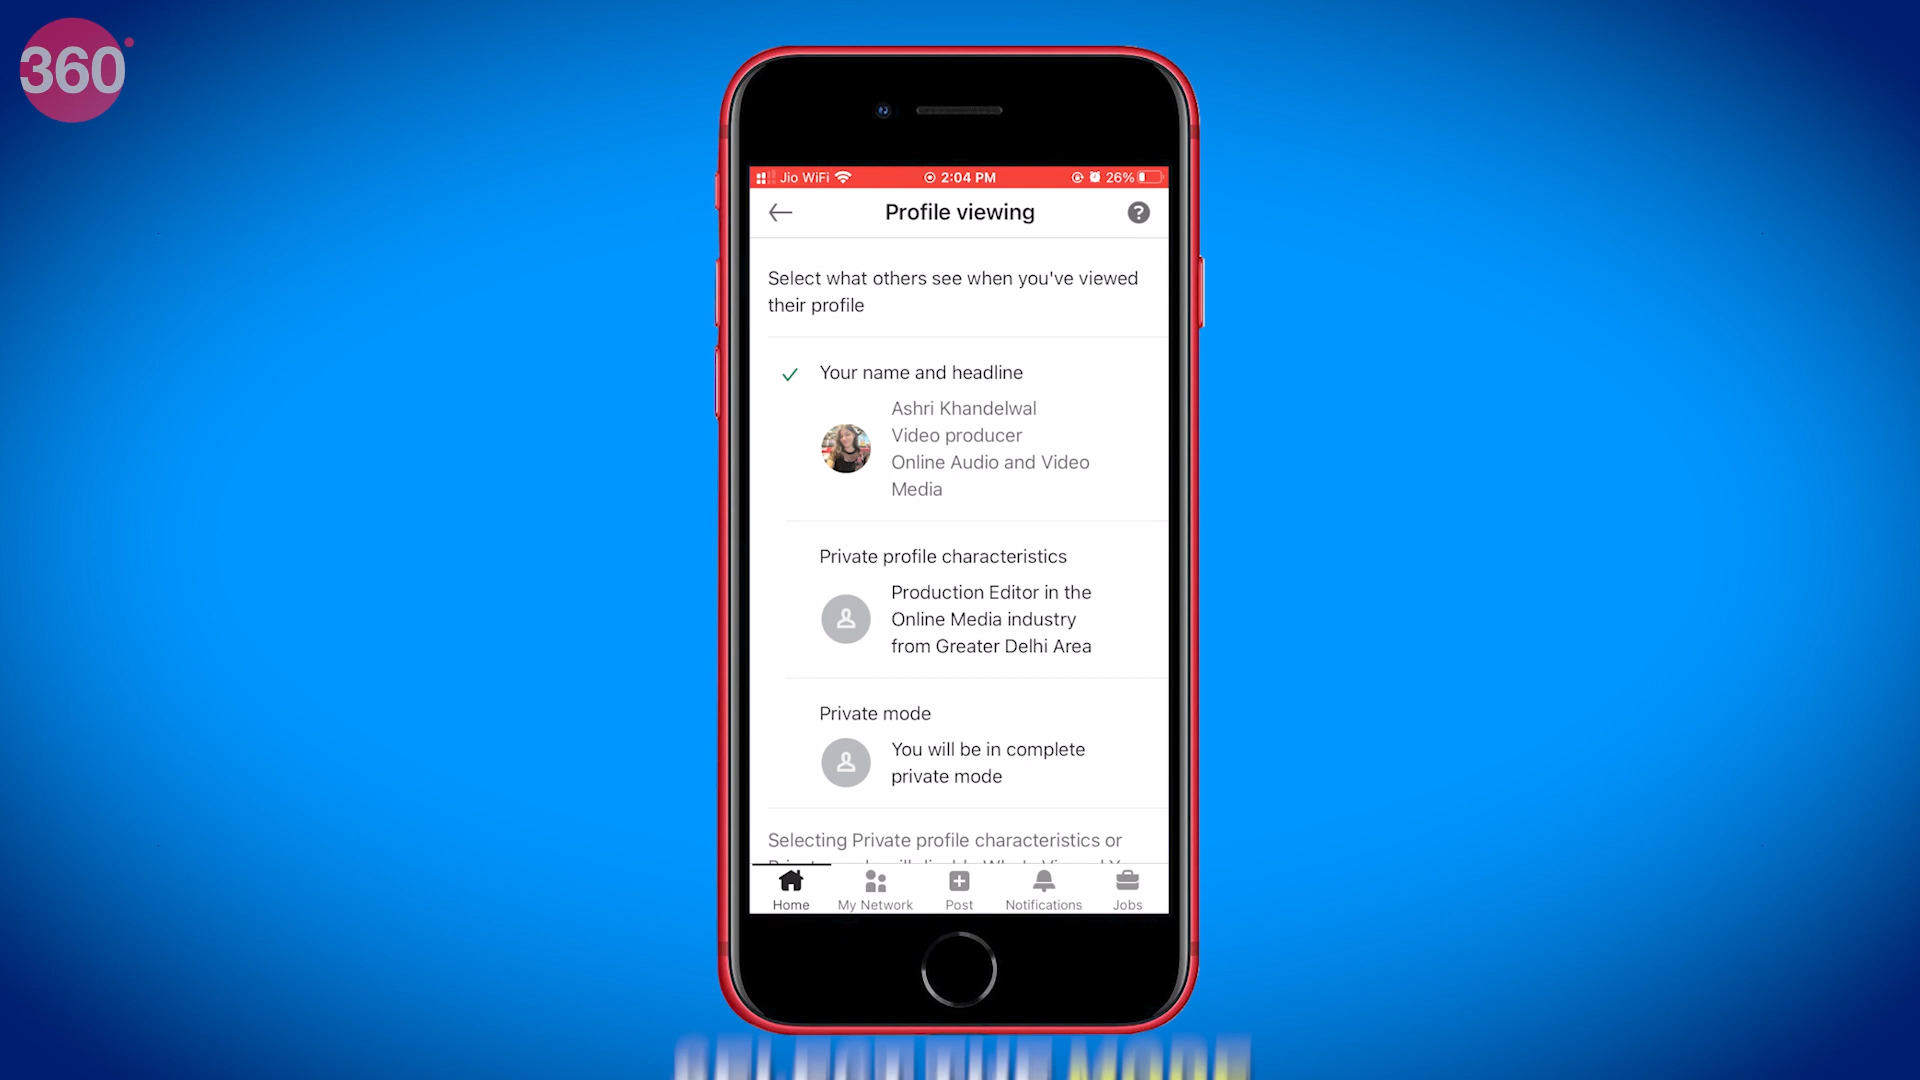 360
Jio WiFi
2:04 PM
26%
Profile viewing
?
Select what others see when you've viewed
their profile
Your name and headline
Ashri Khandelwal
Video producer
Online Audio and Video
Media
Private profile characteristics
Production Editor in the
Online Media industry
from Greater Delhi Area
Private mode
You will be in complete
private mode
Selecting Private profile characteristics or
Home
My Network
Post
Notifications
Jobs